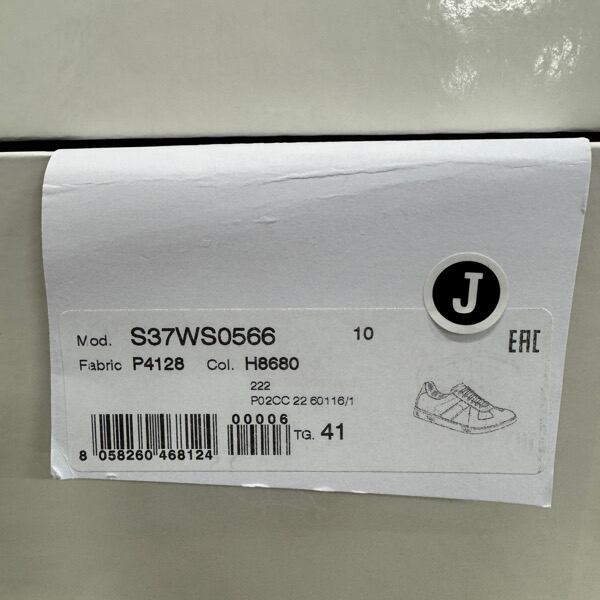 J
Mod. S37WS0566 10
EAC
Fabric P4128 Col. H8680
222
P02CC 22 60116/1
00006
TG. 41
8 058260 468124